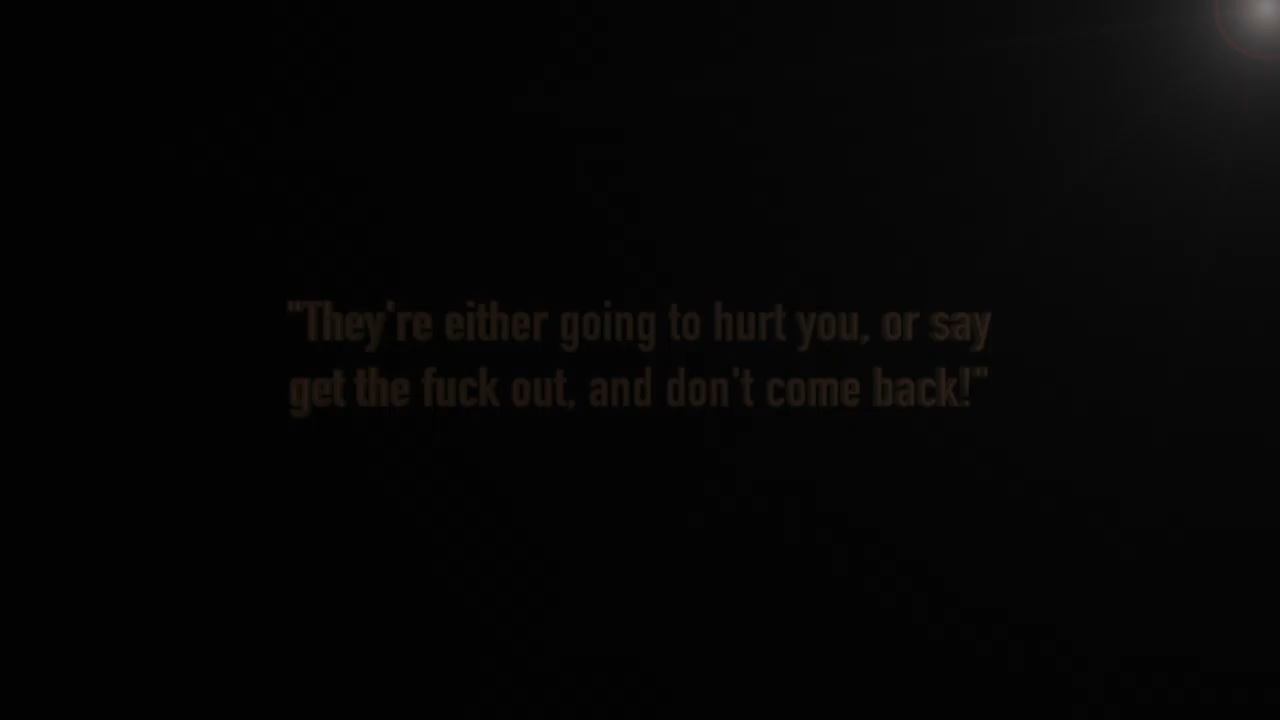 "They're either going to hurt you, or say
get the fuck out, and don't come back!"